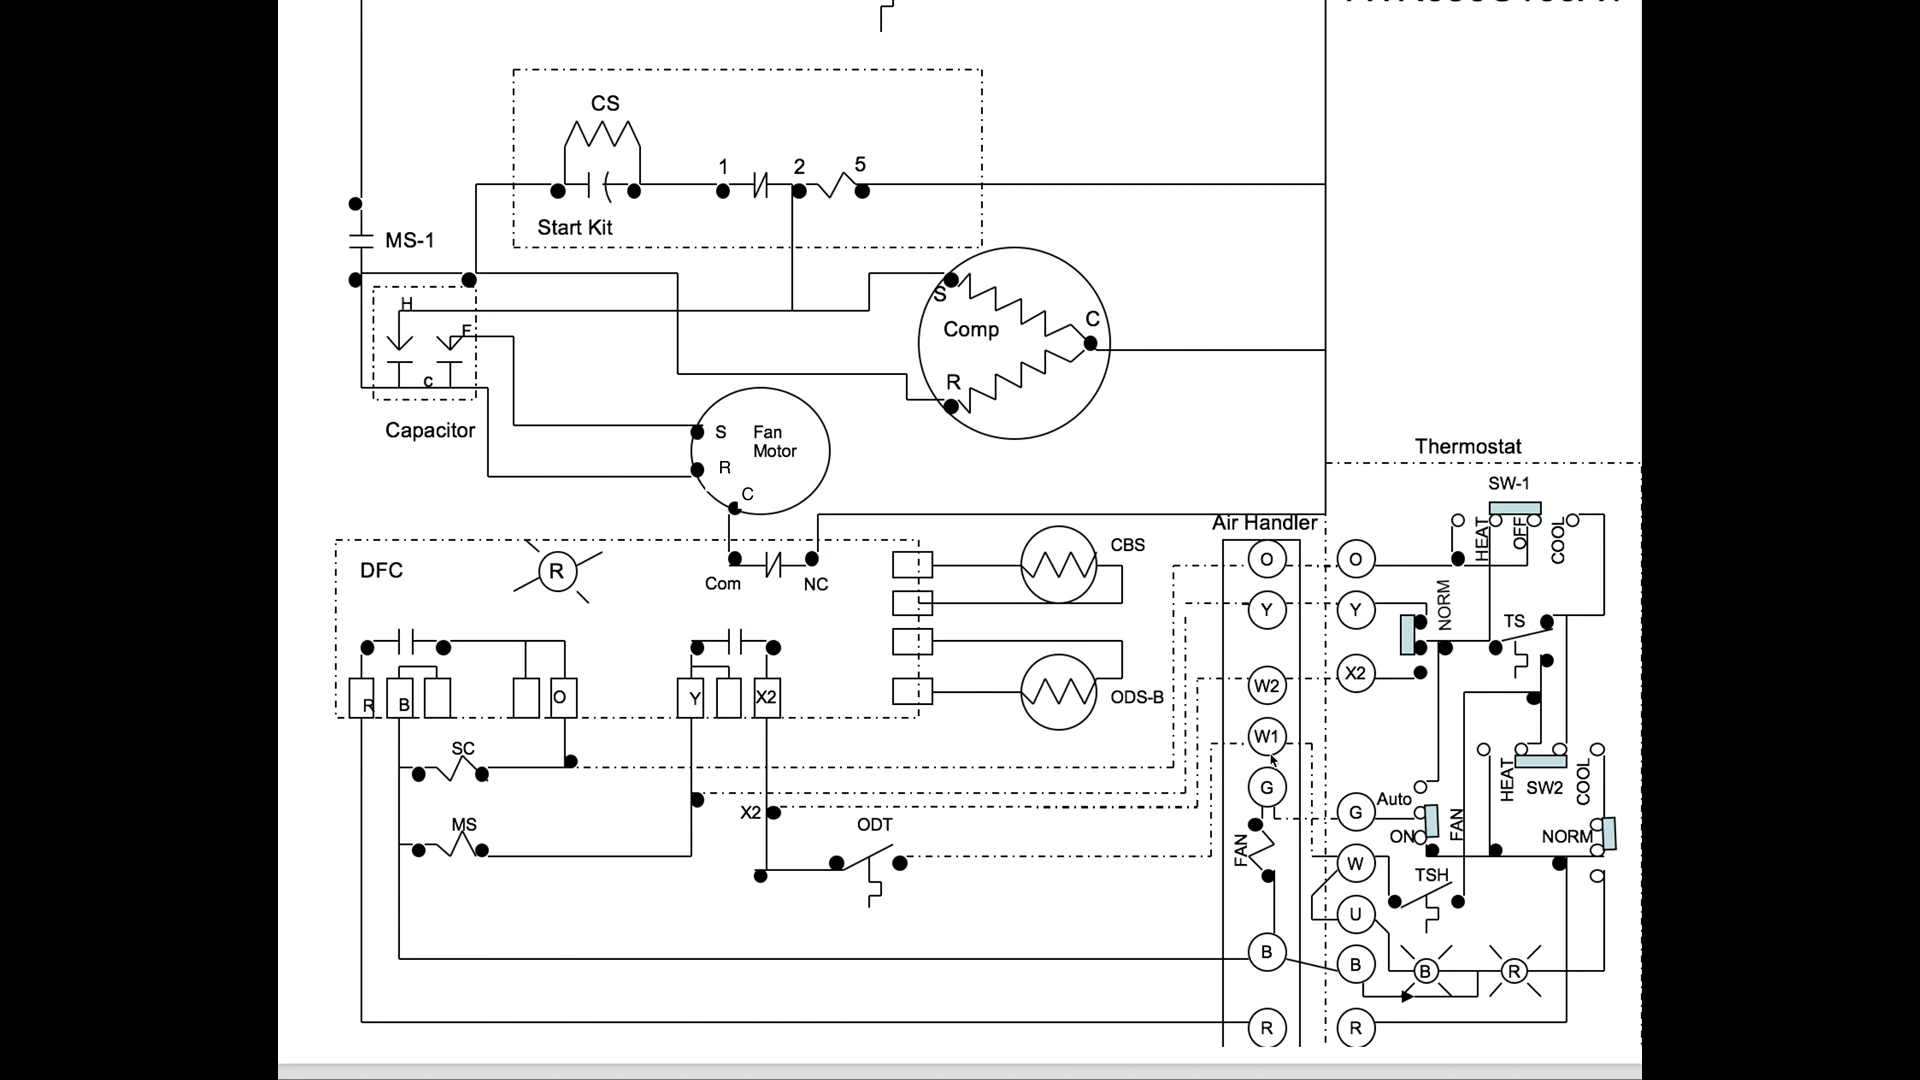 CS
1
2
5
Start Kit
MS-1
H
F
C
Capacitor
S
Comp
C
R
S
Fan
Motor
R
C
Thermostat
SW-1
HEAT
OFF
COOL
Air Handler
DFC
R
Com
NC
CBS
ODS-B
O
O
Y
Y
NORM
TS
W2
X2
W1
R
B
O
Y
X2
SC
MS
X2
ODT
G
G
Auto
ON
FAN
HEAT
SW2
COOL
NORM
FAN
W
TSH
U
B
B
B
R
R
R